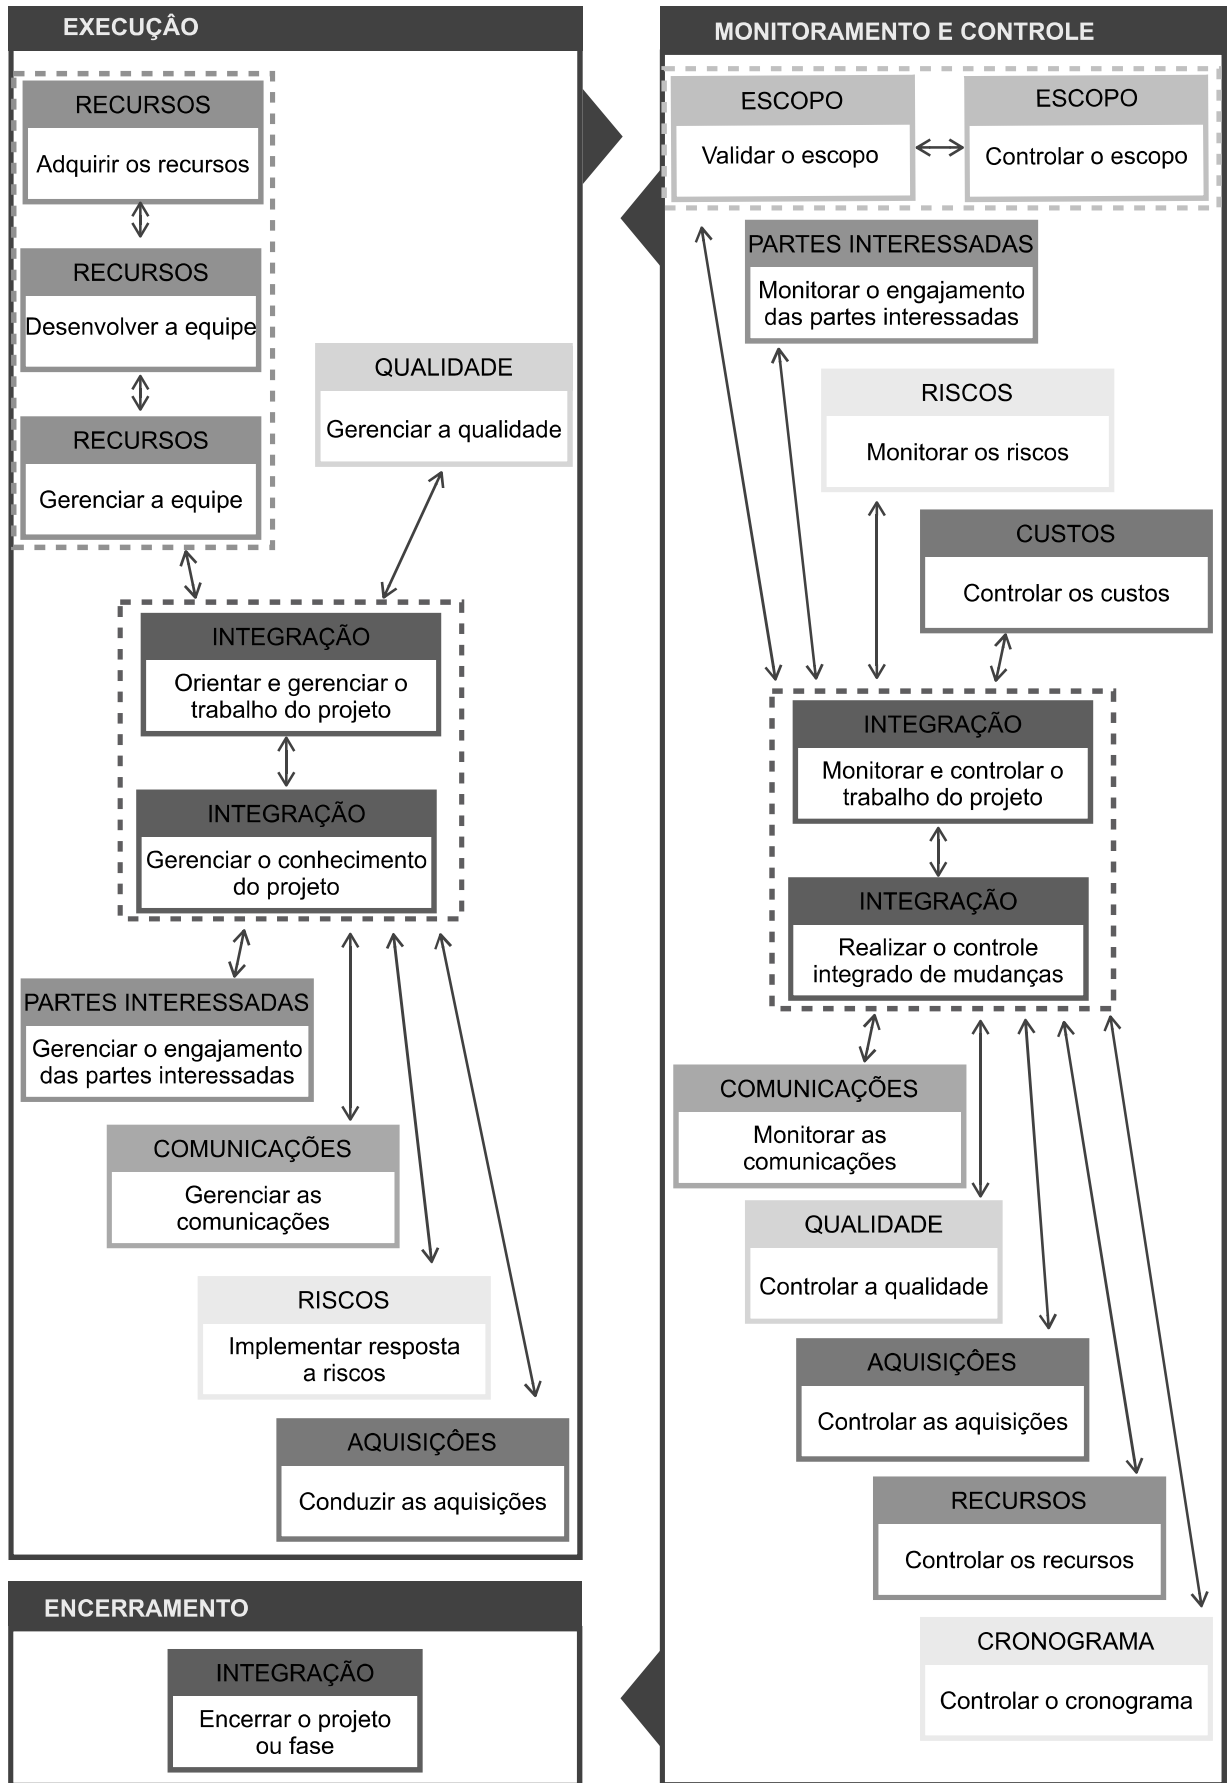 EXECUÇÂO
RECURSOS
Adquirir os recursos
RECURSOS
Desenvolver a equipe
RECURSOS
Gerenciar a equipe
QUALIDADE
Gerenciar a qualidade
INTEGRAÇÃO
Orientar e gerenciar o
trabalho do projeto
INTEGRAÇÃO
Gerenciar o conhecimento
do projeto
PARTES INTERESSADAS
Gerenciar o engajamento
das partes interessadas
COMUNICAÇÕES
Gerenciar as
comunicações
RISCOS
Implementar resposta
a riscos
AQUISIÇÔES
Conduzir as aquisições
ENCERRAMENTO
INTEGRAÇÃO
Encerrar o projeto
ou fase
MONITORAMENTO E CONTROLE
ESCOPO
Validar o escopo
ESCOPO
Controlar o escopo
PARTES INTERESSADAS
Monitorar o engajamento
das partes interessadas
RISCOS
Monitorar os riscos
CUSTOS
Controlar os custos
INTEGRAÇÃO
Monitorar e controlar o
trabalho do projeto
INTEGRAÇÃO
Realizar o controle
integrado de mudanças
COMUNICAÇÕES
Monitorar as
comunicações
QUALIDADE
Controlar a qualidade
AQUISIÇÔES
Controlar as aquisições
RECURSOS
Controlar os recursos
CRONOGRAMA
Controlar o cronograma